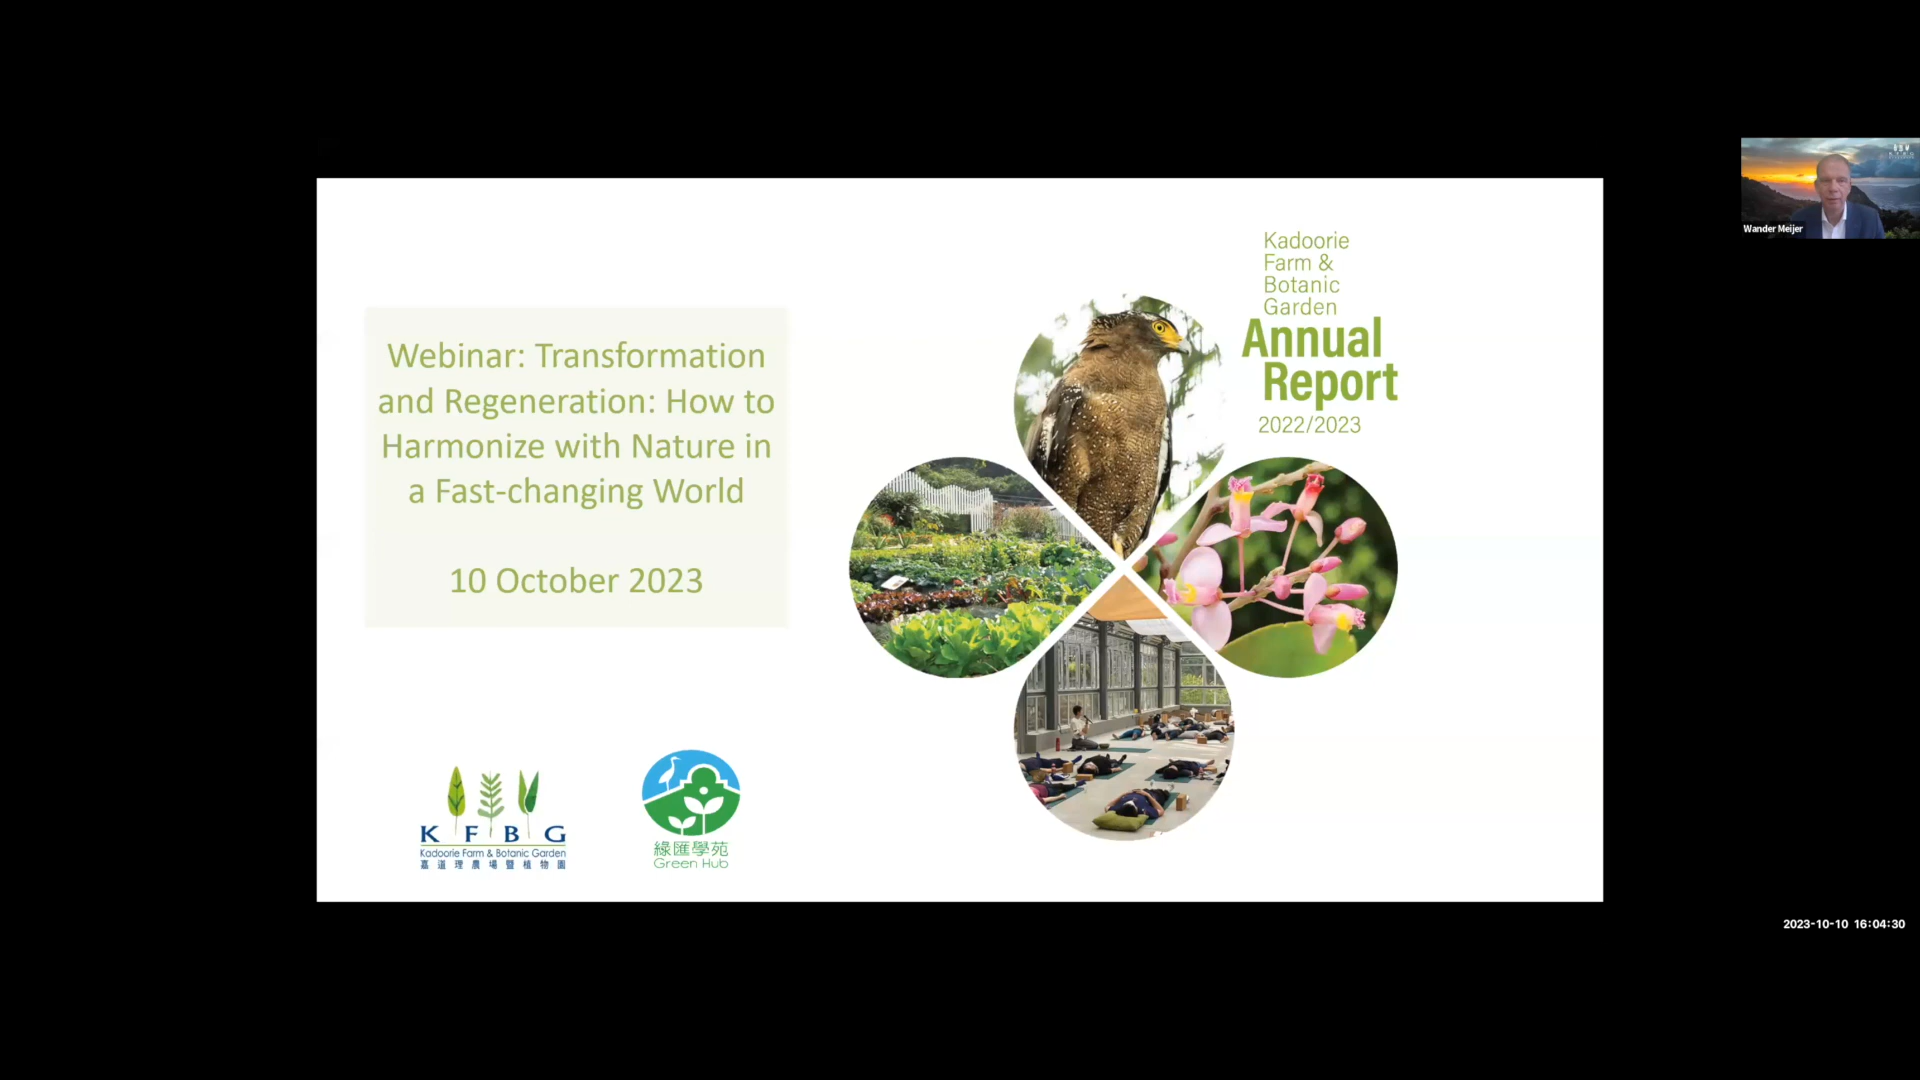 Webinar: Transformation
and Regeneration: How to
Harmonize with Nature in
a Fast-changing World
10 October 2023
Kadoorie
Farm &
Botanic
Garden
Annual
Report
2022/2023
K F B G
Kadoorie Farm & Botanic Garden
嘉道理農場暨植物園
綠匯學苑
Green Hub
Wander Meijer
2023-10-10 16:04:30